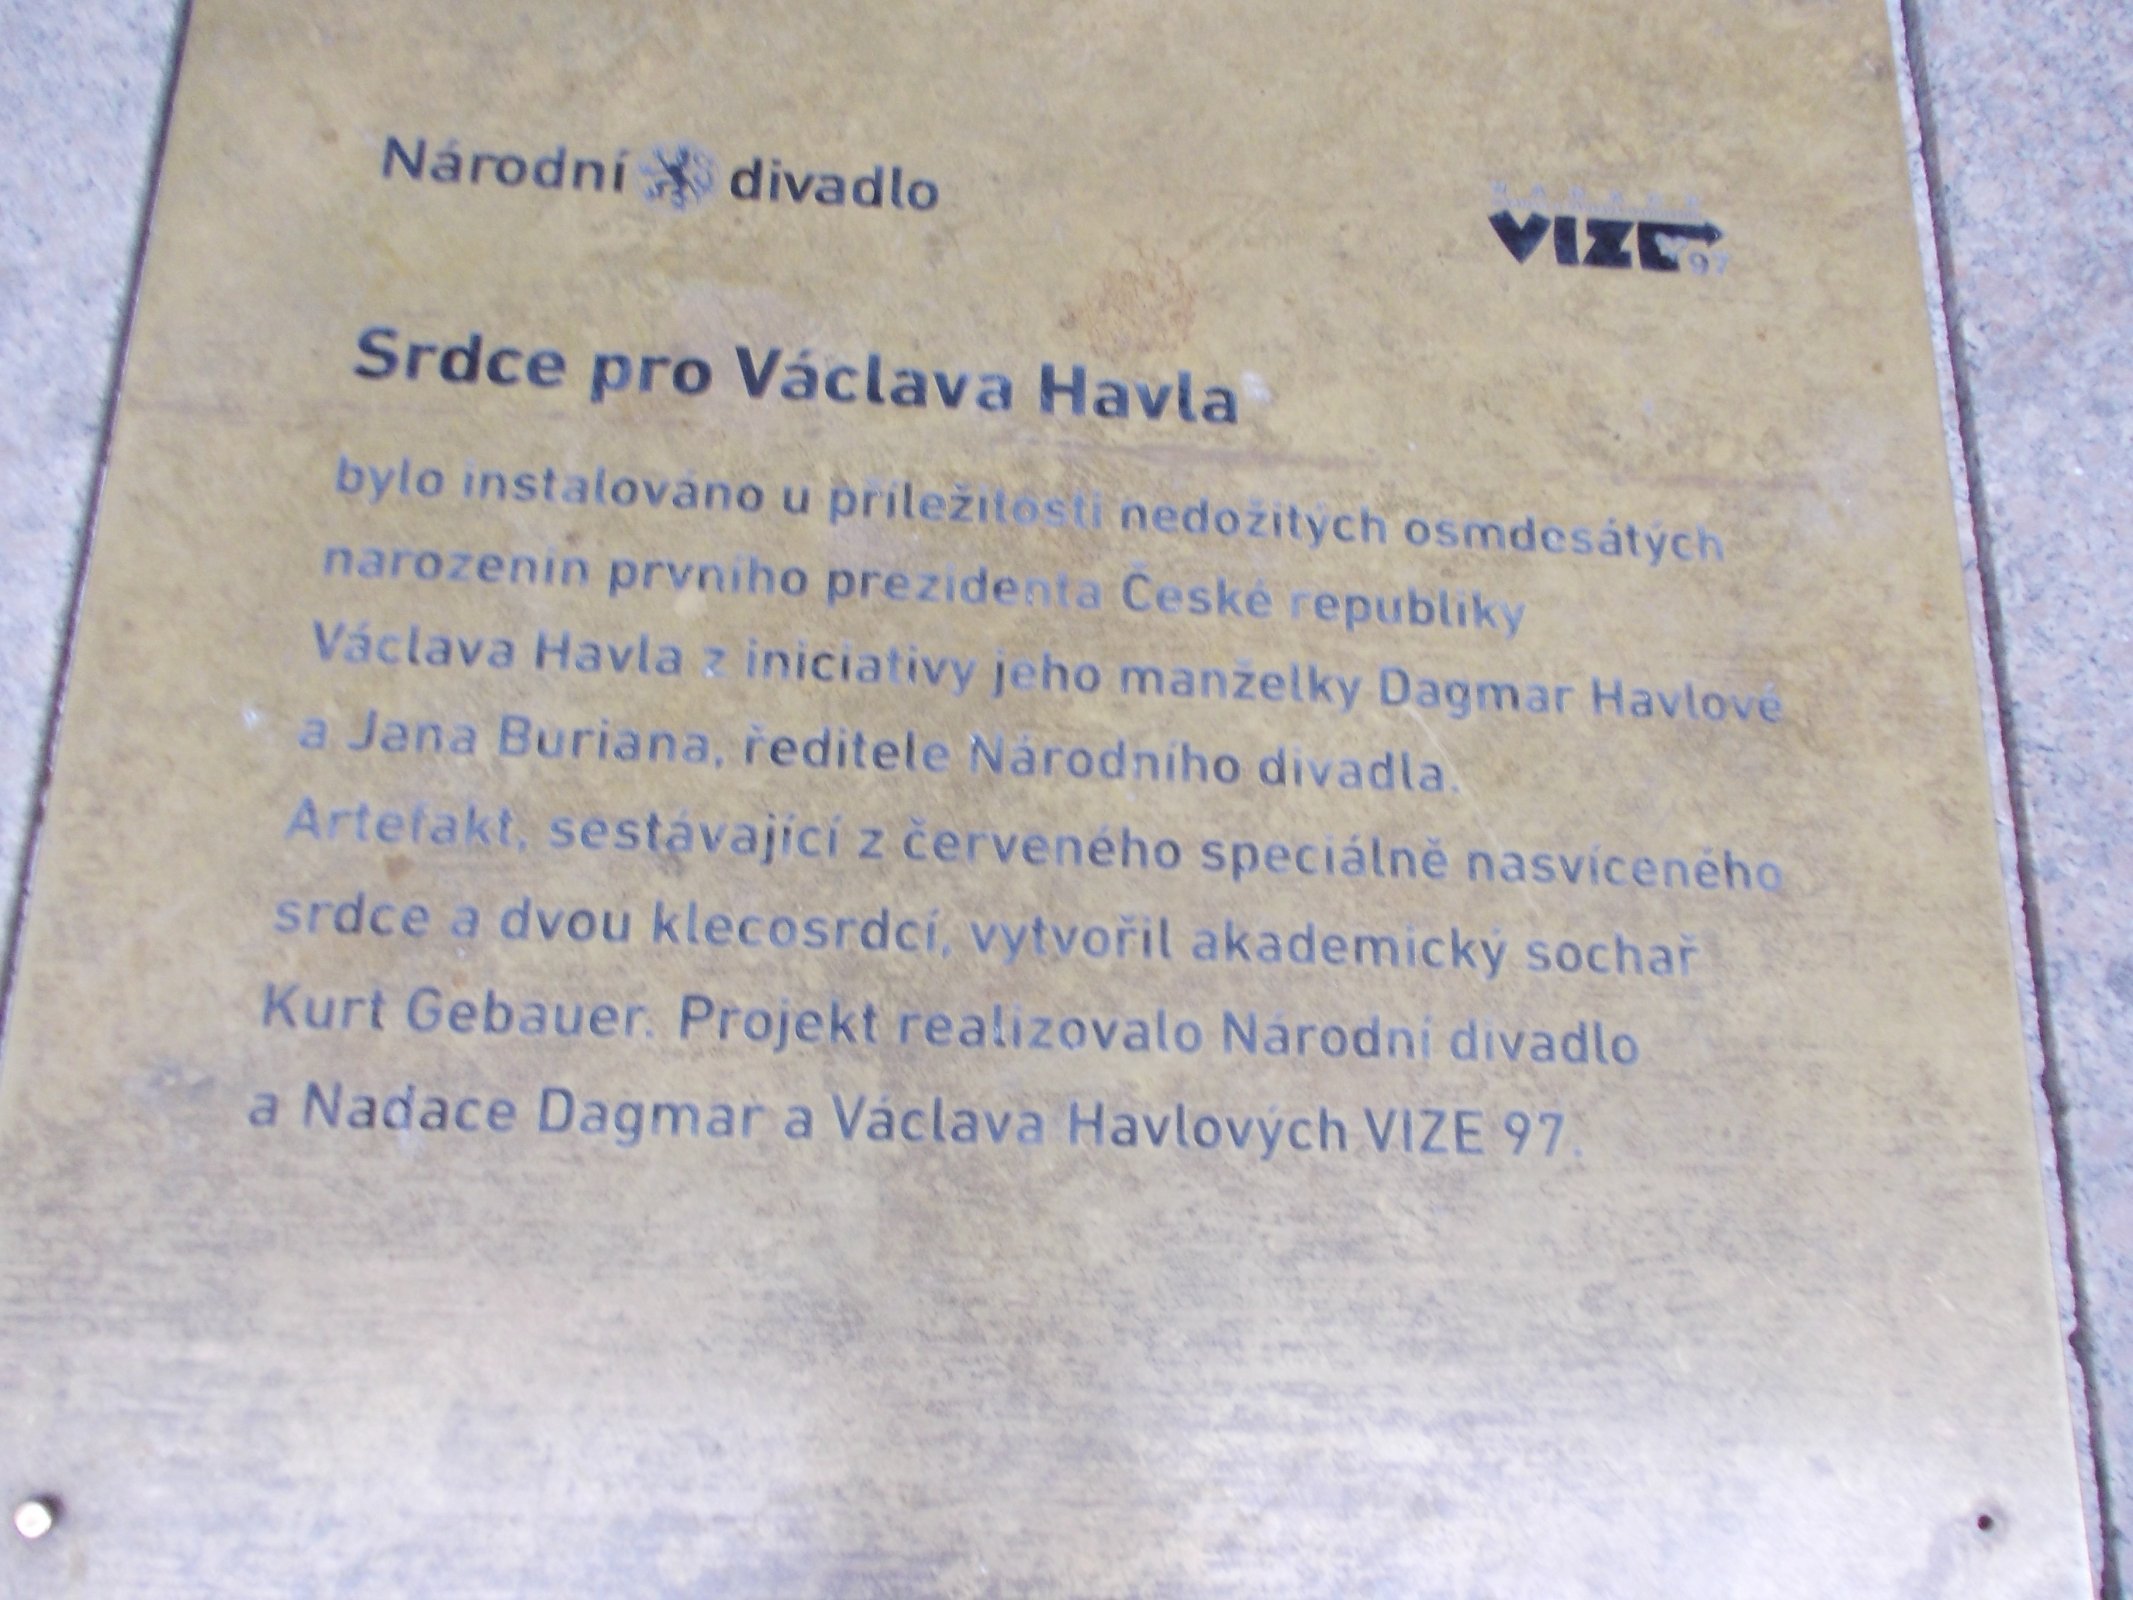 Národní divadlo
VIZE 97
Srdce pro Václava Havla
bylo instalováno u příležitosti nedožitých osmdesátých
narozenin prvního prezidenta České republiky
Václava Havla z iniciativy jeho manželky Dagmar Havlové
a Jana Buriana, ředitele Národního divadla.
Artefakt, sestávající z červeného speciálně nasvíceného
srdce a dvou klecosrdcí, vytvořil akademický sochař
Kurt Gebauer. Projekt realizovalo Národní divadlo
a Nadace Dagmar a Václava Havlových VIZE 97.